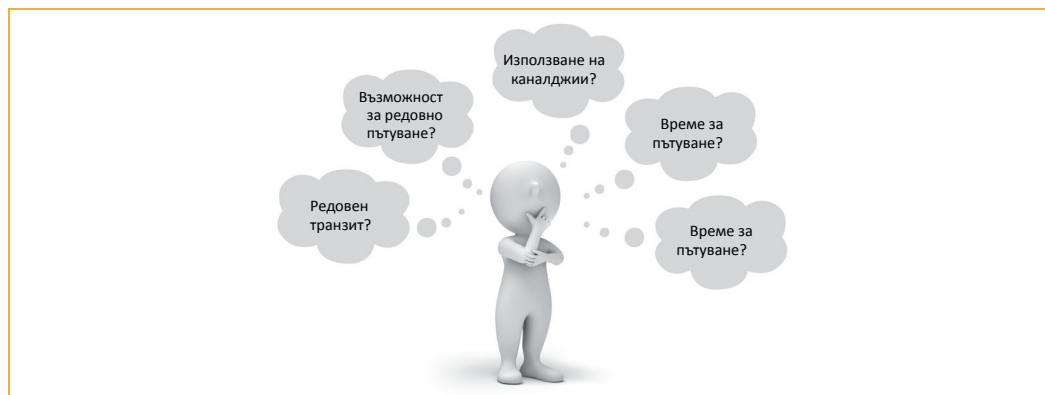 Използване на
каналджии?
Възможност
за редовно
пътуване?
Време за
пътуване?
Редовен
транзит?
Време за
пътуване?